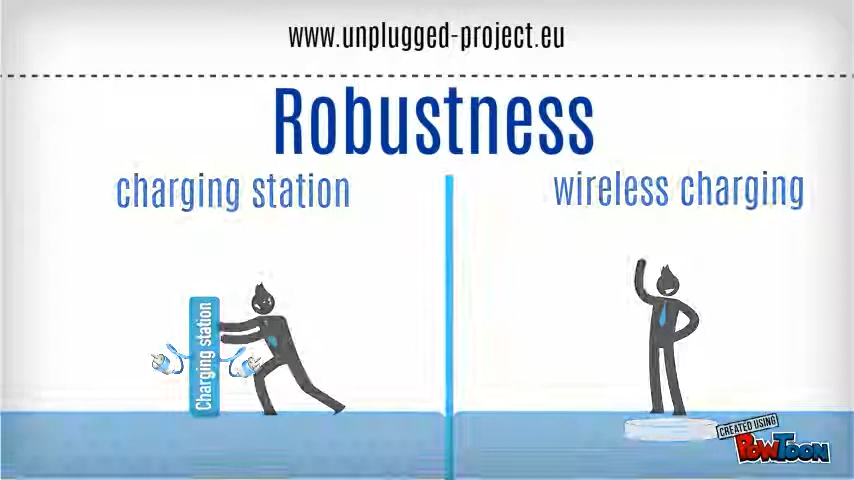 www.unplugged-project.eu
Robustness
charging station
wireless charging
Charging station
CREATED USING
POWTOON